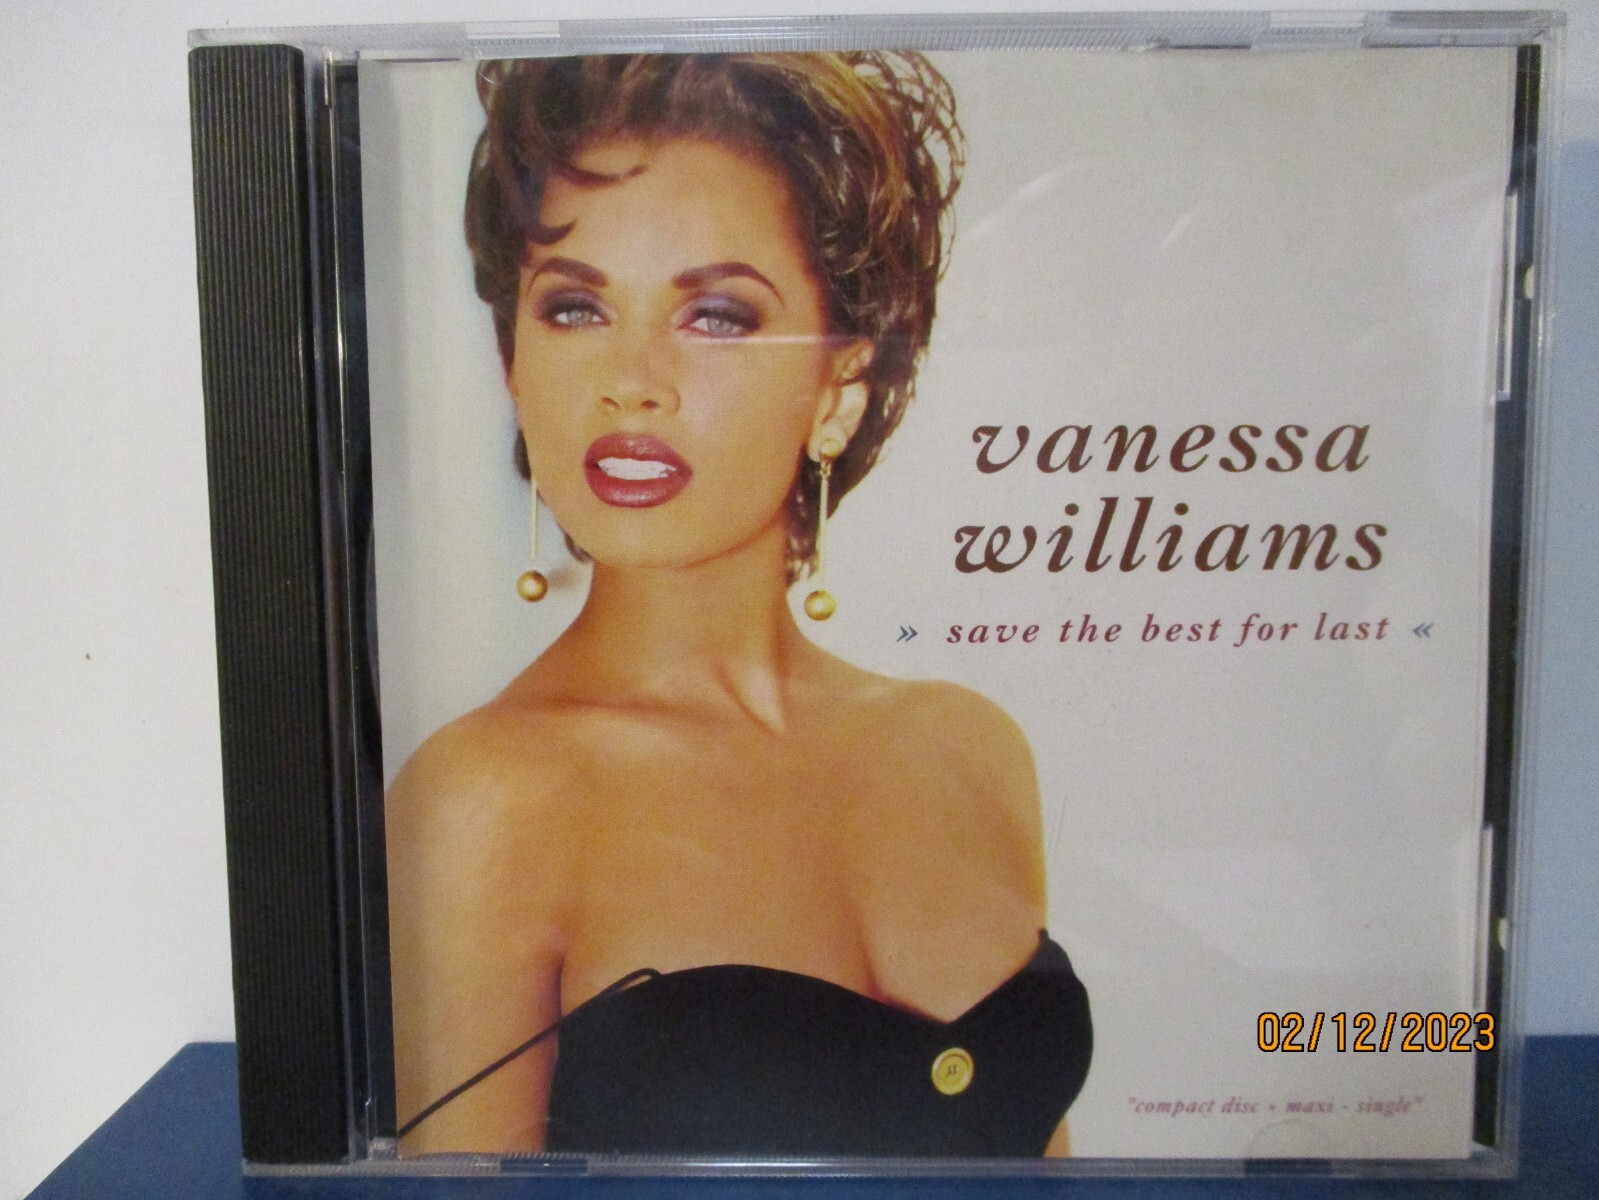 vanessa
williams
» save the best for last «
02/12/2023
"compact disc - maxi - single"